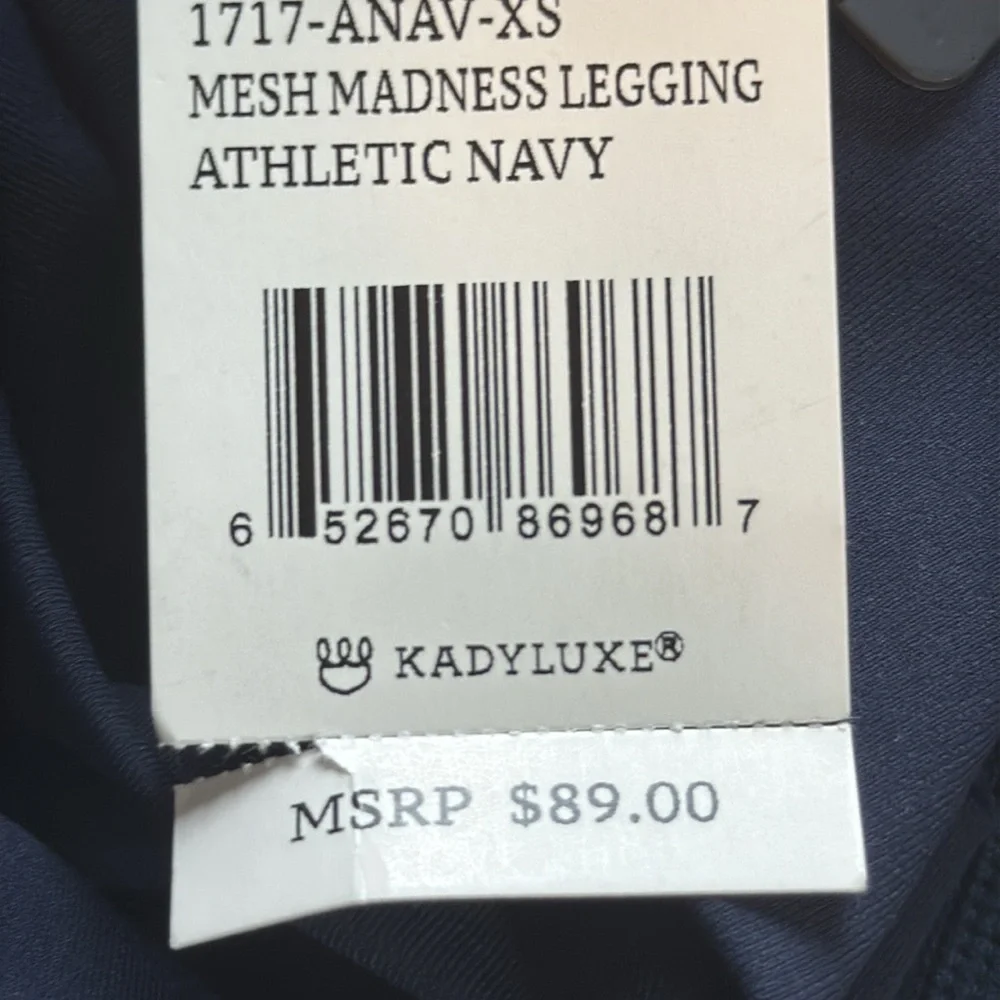 1717-ANAV-XS
MESH MADNESS LEGGING
ATHLETIC NAVY
6 52670 86968 7
KADYLUXE®
MSRP $89.00